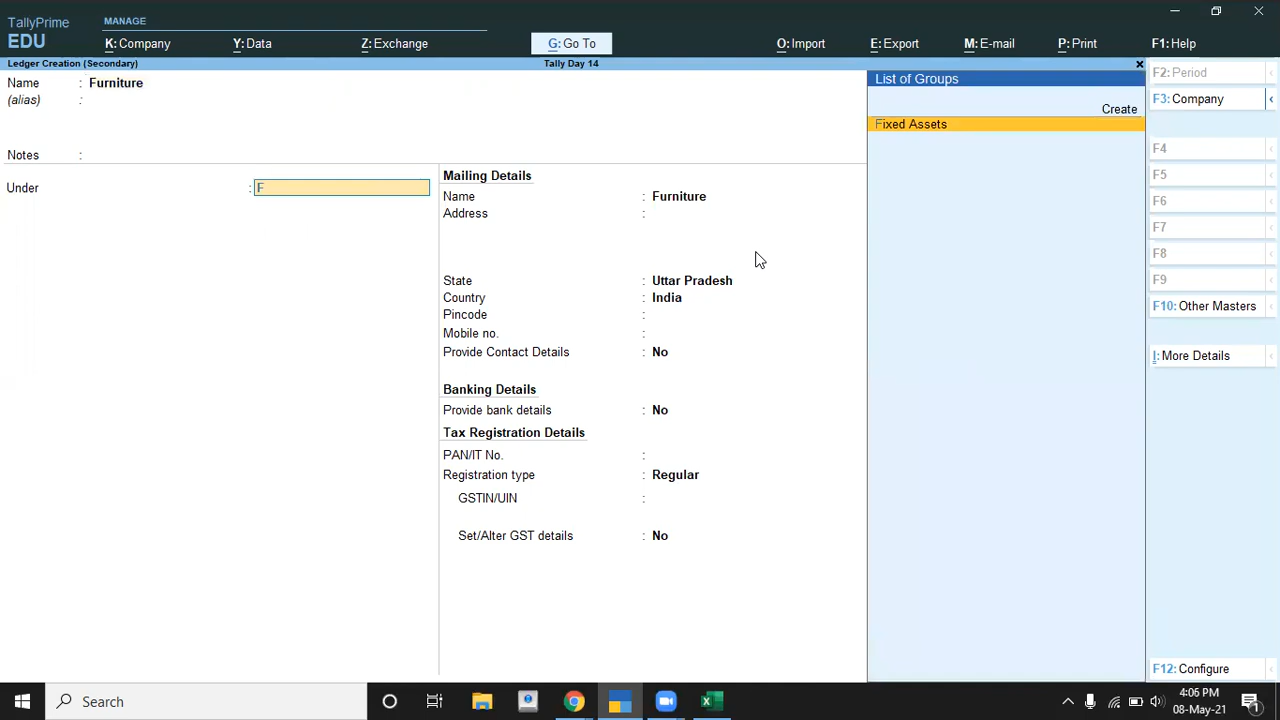 TallyPrime
EDU
MANAGE
K: Company
Y: Data
Z: Exchange
G: Go To
O: Import
E: Export
M: E-mail
P: Print
F1: Help
Ledger Creation (Secondary)
Tally Day 14
Name : Furniture
(alias) :
Notes :
Under : F
Mailing Details
Name : Furniture
Address :
State : Uttar Pradesh
Country : India
Pincode :
Mobile no. :
Provide Contact Details : No
Banking Details
Provide bank details : No
Tax Registration Details
PAN/IT No. :
Registration type : Regular
GSTIN/UIN :
Set/Alter GST details : No
List of Groups
Create
Fixed Assets
F2: Period
F3: Company
F4
F5
F6
F7
F8
F9
F10: Other Masters
I: More Details
F12: Configure
Search
4:06 PM
08-May-21
1